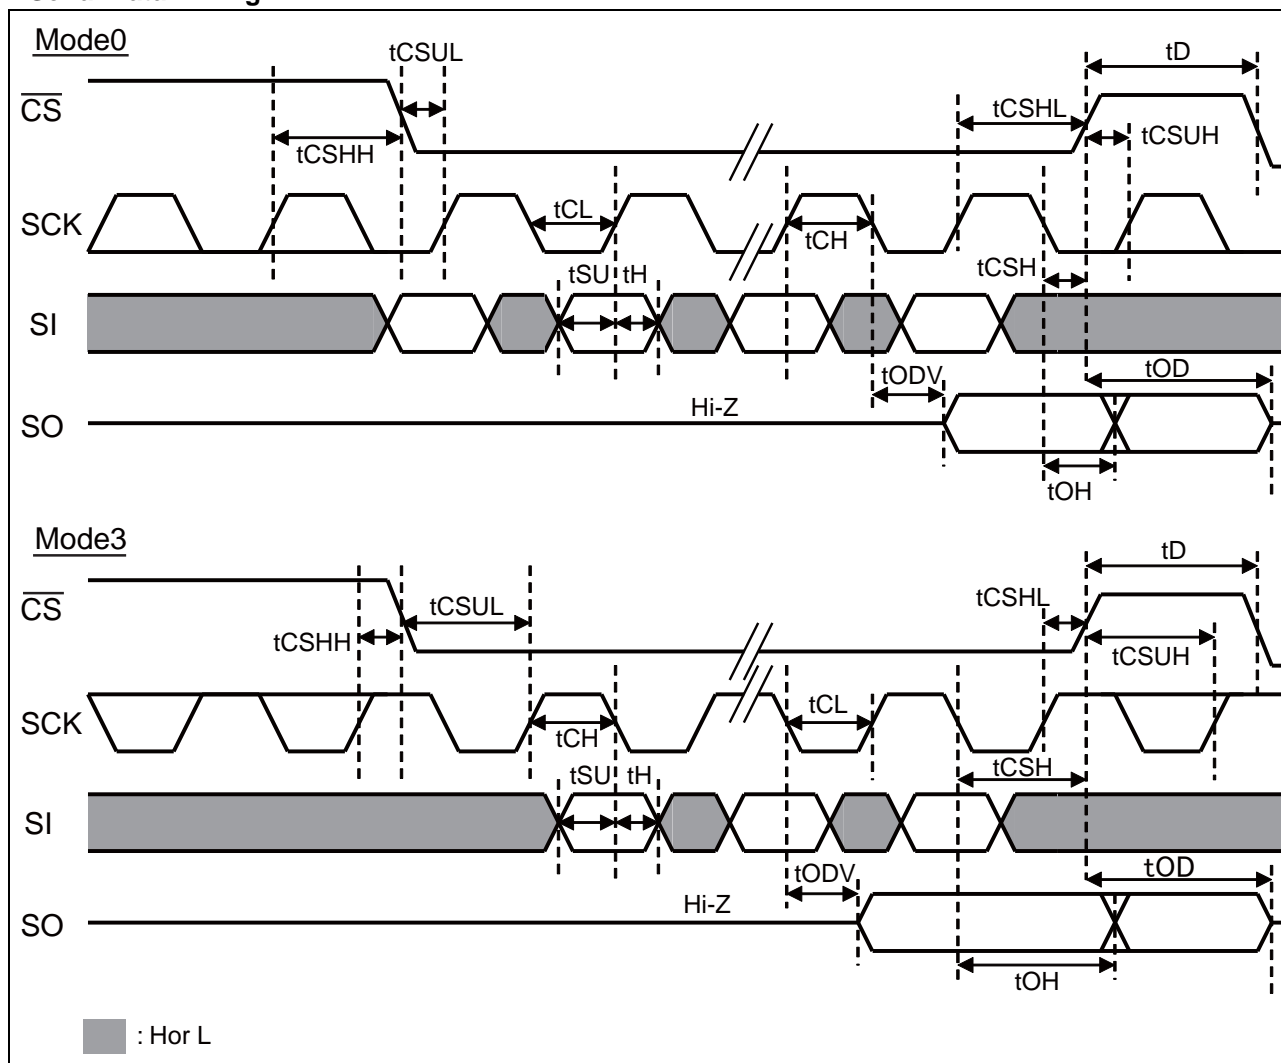 Mode0
tCSUL
tD
CS
tCSHL
tCSUH
tCSHH
SCK
tCL
tCH
tCSH
tSU tH
SI
tODV
tOD
Hi-Z
SO
tOH
Mode3
tD
CS
tCSUL
tCSHL
tCSHH
tCSUH
SCK
tCL
tCH
tCSH
tSU tH
SI
tODV
tOD
Hi-Z
SO
tOH
: Hor L